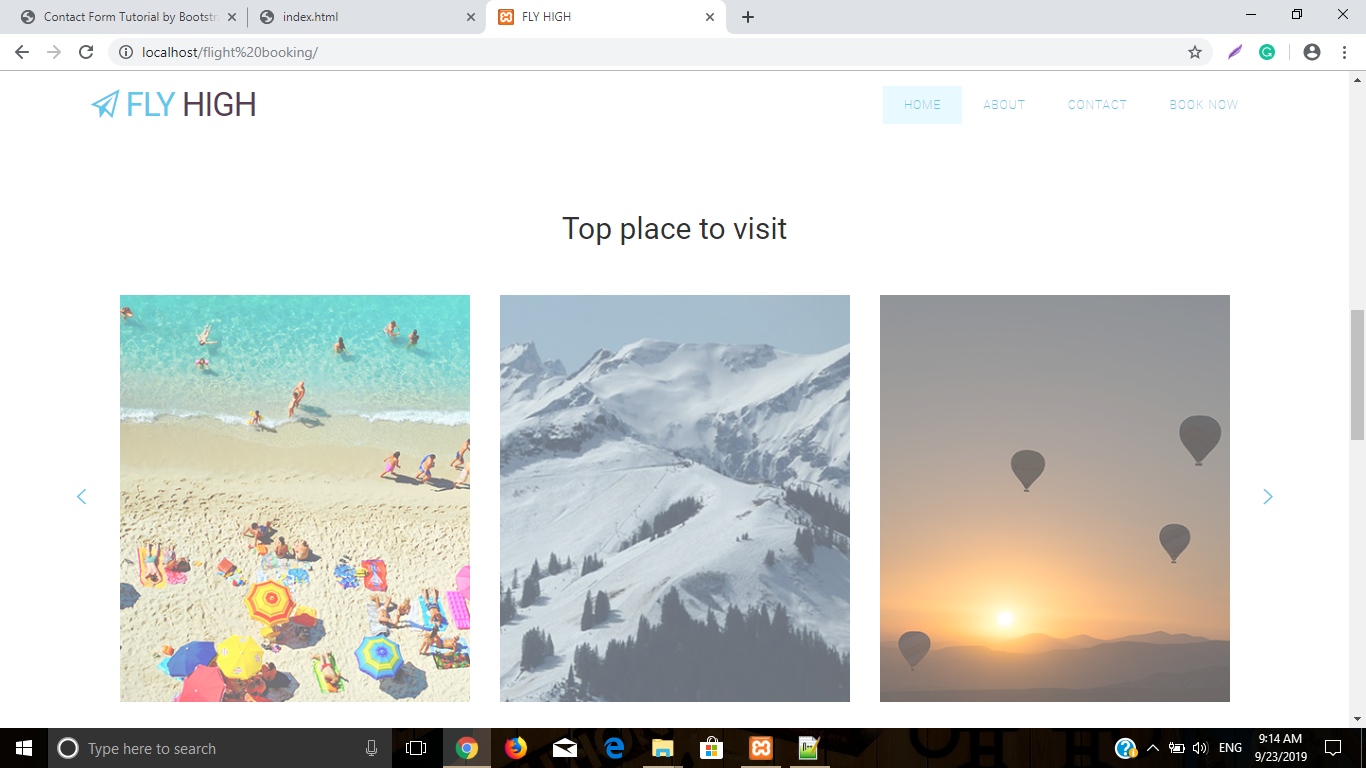 Contact Form Tutorial by Bootstr
index.html
FLY HIGH
localhost/flight%20booking/
FLY HIGH
HOME
ABOUT
CONTACT
BOOK NOW
Top place to visit
Type here to search
ENG
9:14 AM
9/23/2019